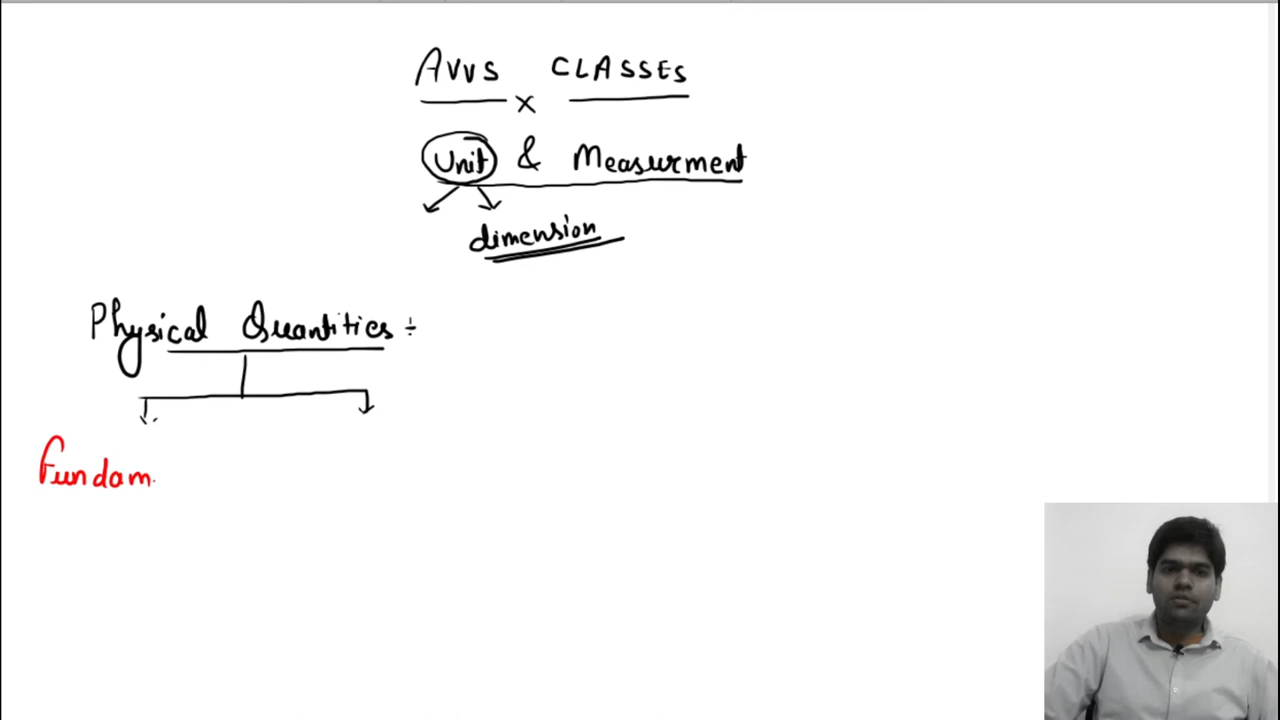 AVVS CLASSES
x
Unit & Measurment
dimension
Physical Quantities ÷
Fundam